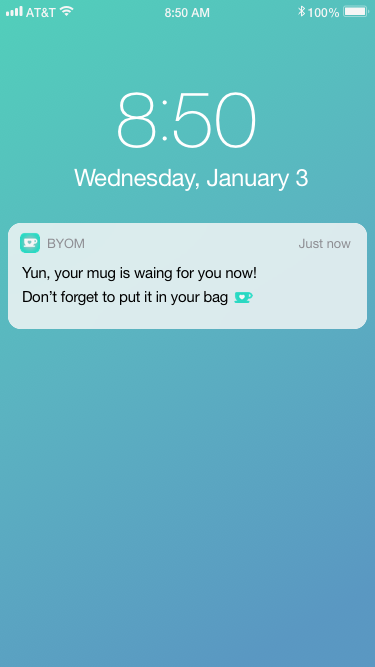 AT&T 8:50 AM 100%
8:50
Wednesday, January 3
BYOM Just now
Yun, your mug is waing for you now!
Don't forget to put it in your bag